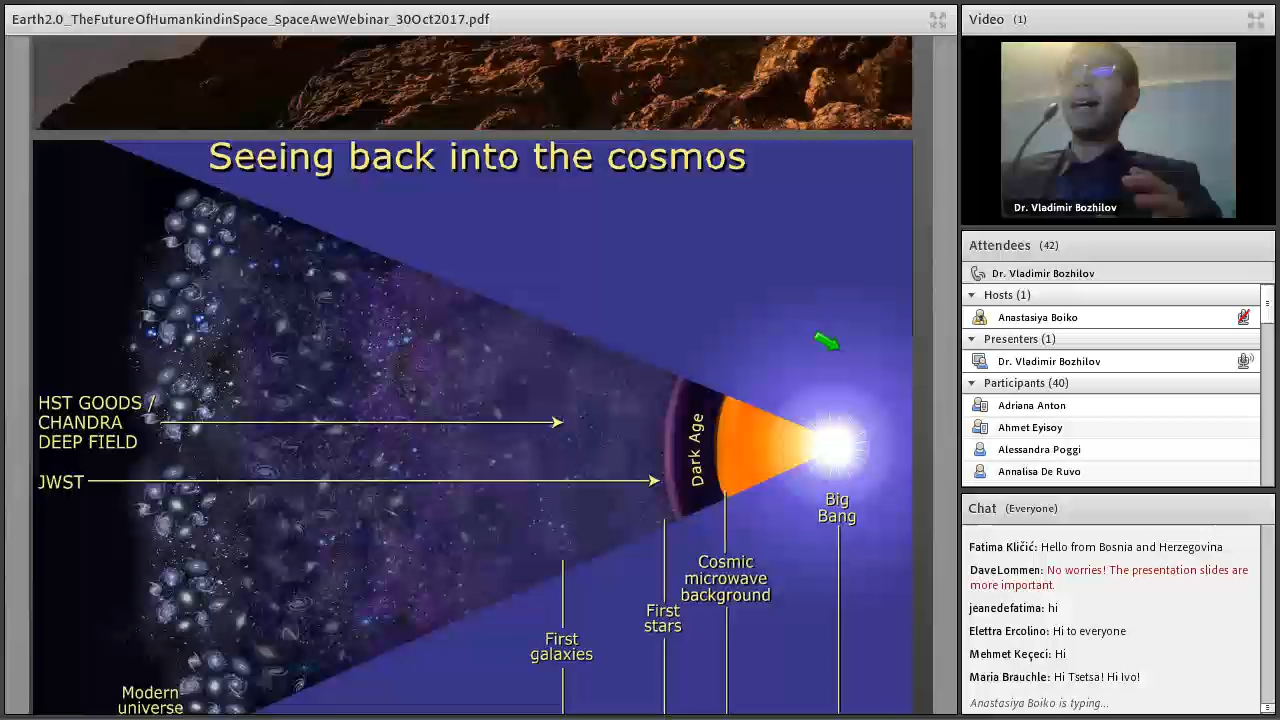 Earth2.0_TheFutureOfHumankindinSpace_SpaceAweWebinar_30Oct2017.pdf
Seeing back into the cosmos
HST GOODS /
CHANDRA
DEEP FIELD
JWST
Dark Age
Big
Bang
Cosmic
microwave
background
First
stars
First
galaxies
Modern
universe
Video (1)
Dr. Vladimir Bozhilov
Attendees (42)
Dr. Vladimir Bozhilov
Hosts (1)
Anastasiya Boiko
Presenters (1)
Dr. Vladimir Bozhilov
Participants (40)
Adriana Anton
Ahmet Eyisoy
Alessandra Poggi
Annalisa De Ruvo
Chat (Everyone)
Fatima Kličić: Hello from Bosnia and Herzegovina
DaveLommen: No worries! The presentation slides are
more important.
jeanedefatima: hi
Elettra Ercolino: Hi to everyone
Mehmet Keçeci: Hi
Maria Brauchle: Hi Tsetsa! Hi Ivo!
Anastasiya Boiko is typing...